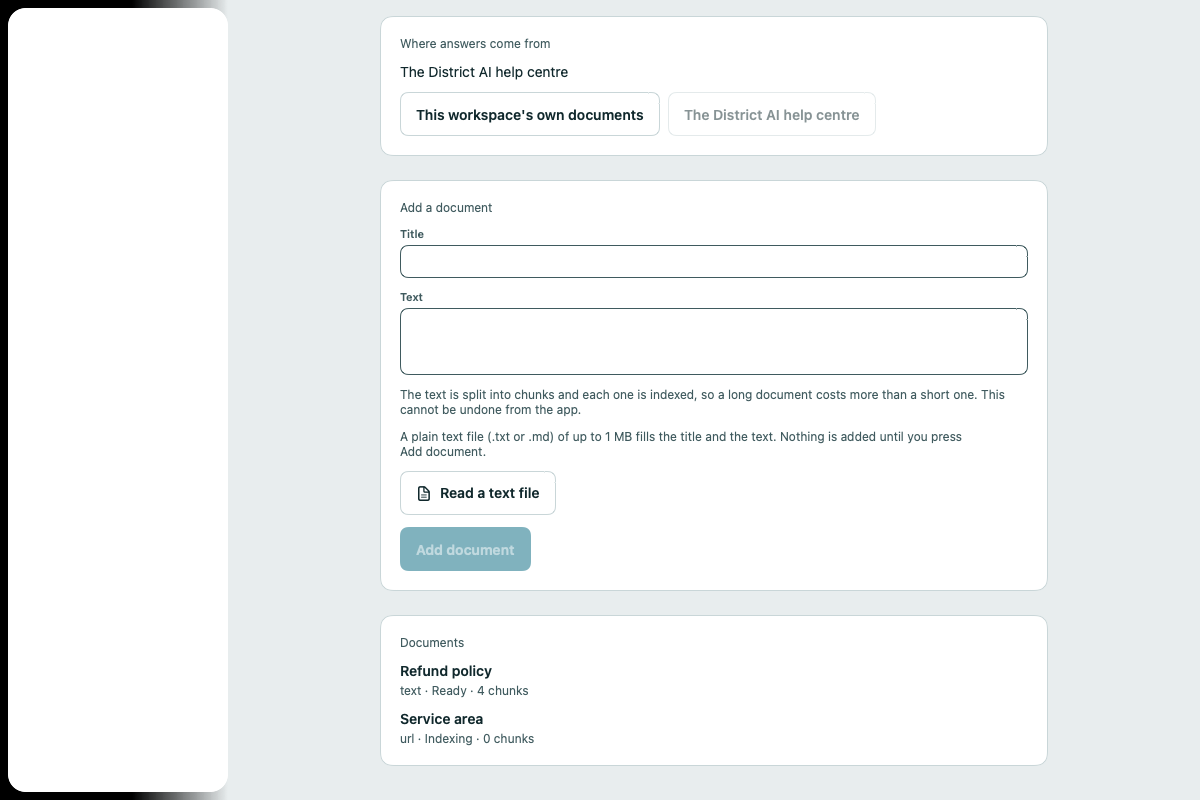 Where answers come from
The District AI help centre
This workspace's own documents
The District AI help centre
Add a document
Title
Text
The text is split into chunks and each one is indexed, so a long document costs more than a short one. This
cannot be undone from the app.
A plain text file (.txt or .md) of up to 1 MB fills the title and the text. Nothing is added until you press
Add document.
Read a text file
Add document
Documents
Refund policy
text · Ready · 4 chunks
Service area
url · Indexing · 0 chunks